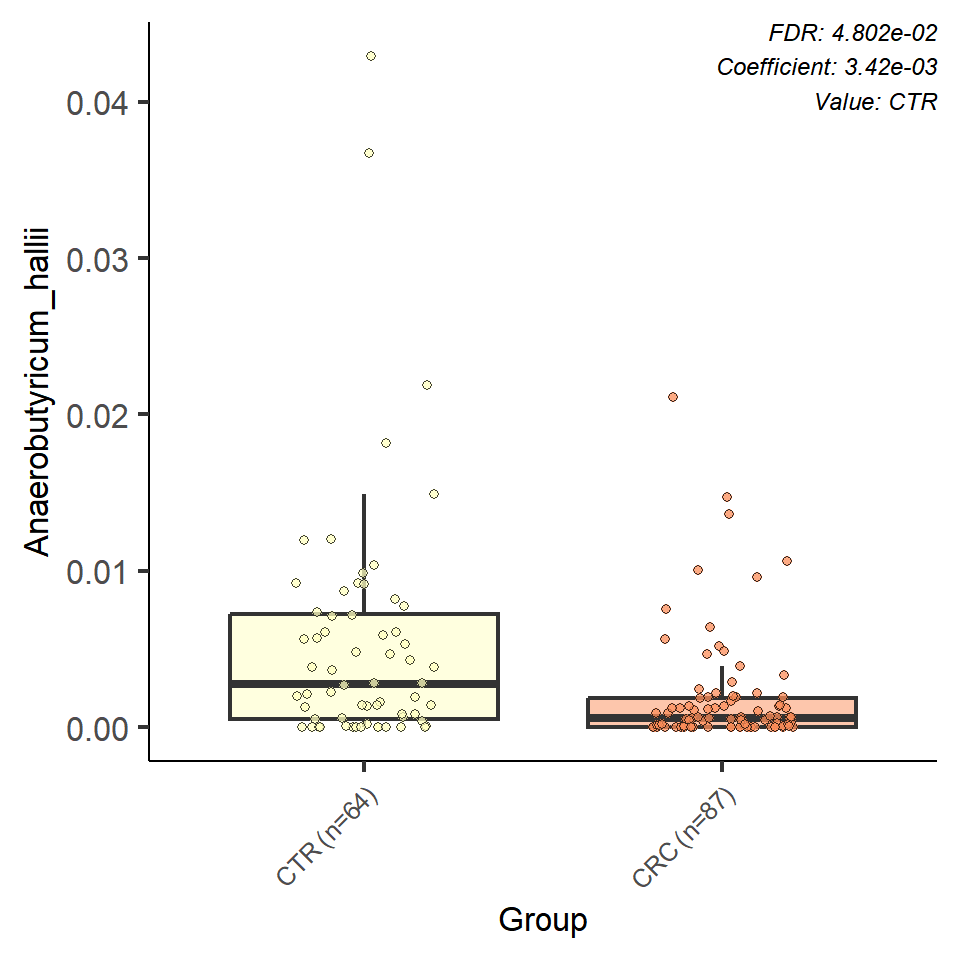 FDR: 4.802e-02
Coefficient: 3.42e-03
Value: CTR
Anaerobutyricum_hallii
0.04
0.03
0.02
0.01
0.00
CTR (n=64)
CRC (n=87)
Group